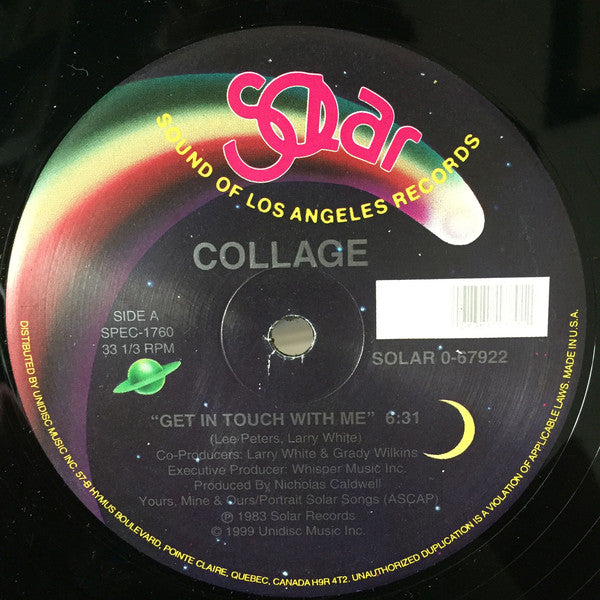 Solar
SOUND OF LOS ANGELES RECORDS
COLLAGE
SIDE A
SPEC-1760
33 1/3 RPM
SOLAR 0-67922
"GET IN TOUCH WITH ME" 6:31
(Lee Peters, Larry White)
Co-Producers: Larry White & Grady Wilkins
Executive Producer: Whisper Music Inc.
Produced By Nicholas Caldwell
Yours, Mine & Ours/Portrait Solar Songs (ASCAP)
℗ 1983 Solar Records
© 1999 Unidisc Music Inc.
DISTRIBUTED BY UNIDISC MUSIC INC. 57-B HYMUS BOULEVARD, POINTE CLAIRE, QUEBEC, CANADA H9R 4T2. UNAUTHORIZED DUPLICATION IS A VIOLATION OF APPLICABLE LAWS. MADE IN U.S.A.